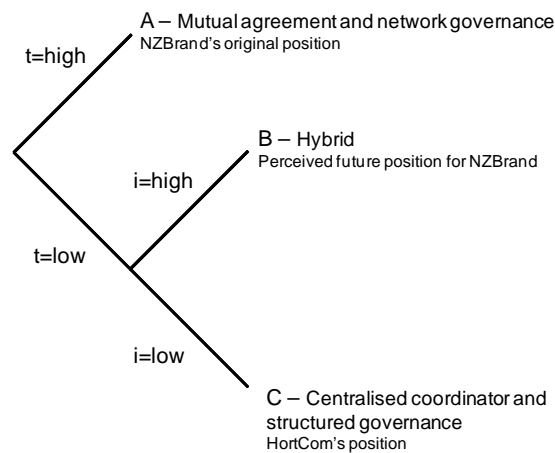 A – Mutual agreement and network governance
NZBrand's original position
t=high
B – Hybrid
Perceived future position for NZBrand
i=high
t=low
i=low
C – Centralised coordinator and
structured governance
HortCom's position